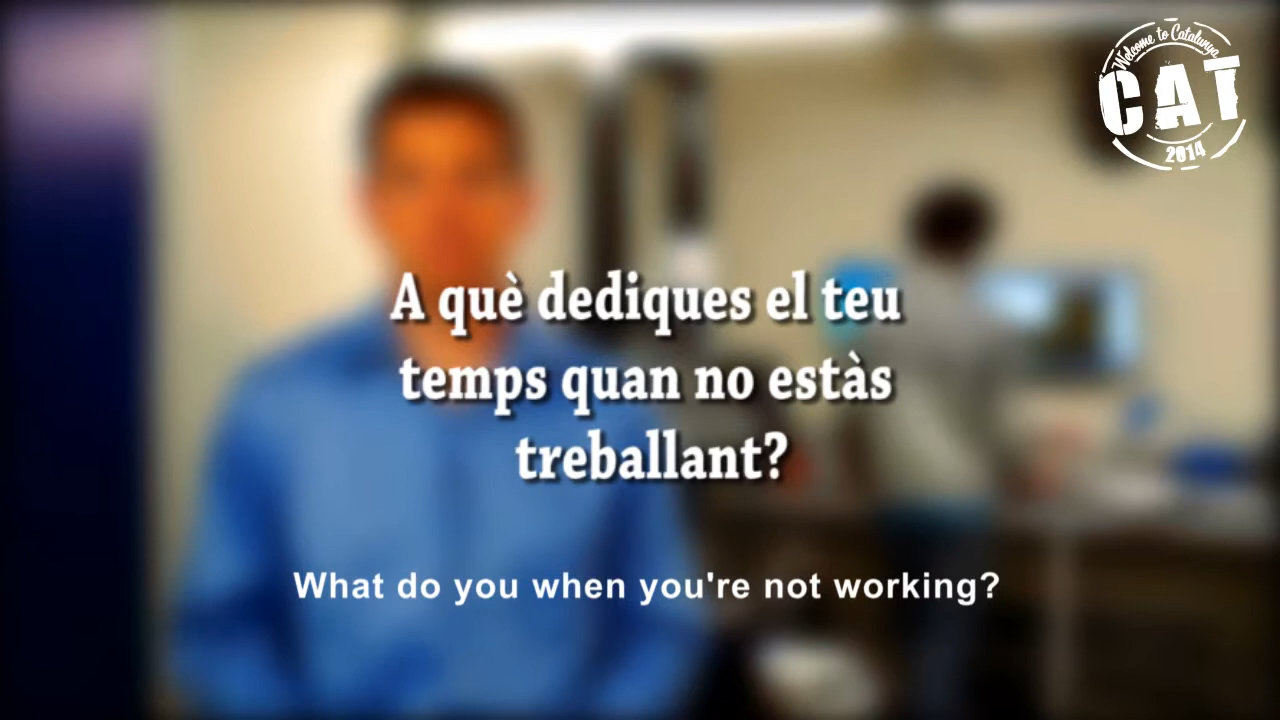 Welcome to Catalunya
CAT
2014
A què dediques el teu
temps quan no estàs
treballant?
What do you when you're not working?